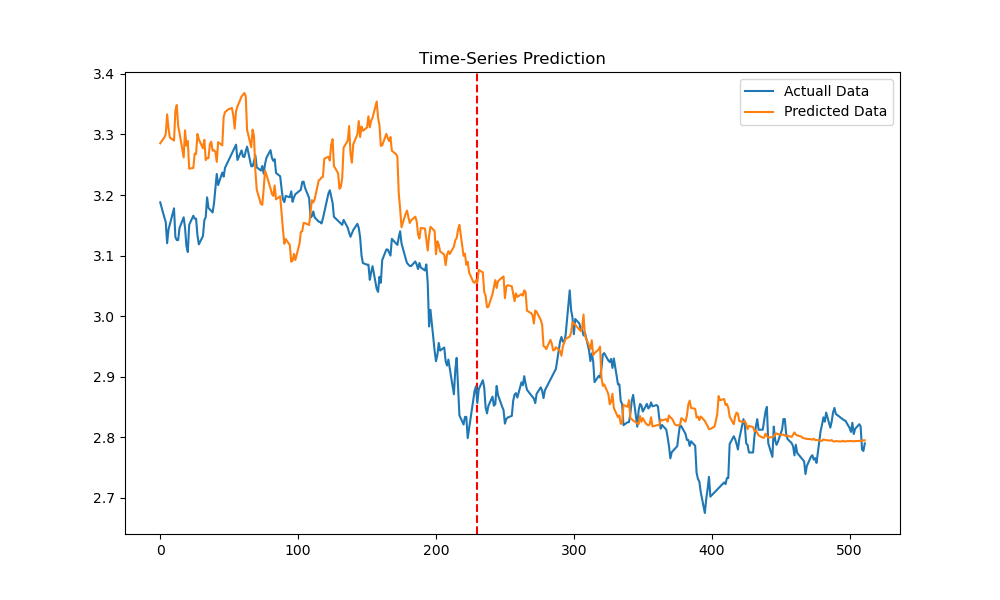 Time-Series Prediction
Actuall Data
Predicted Data
3.4
3.3
3.2
3.1
3.0
2.9
2.8
2.7
0 100 200 300 400 500